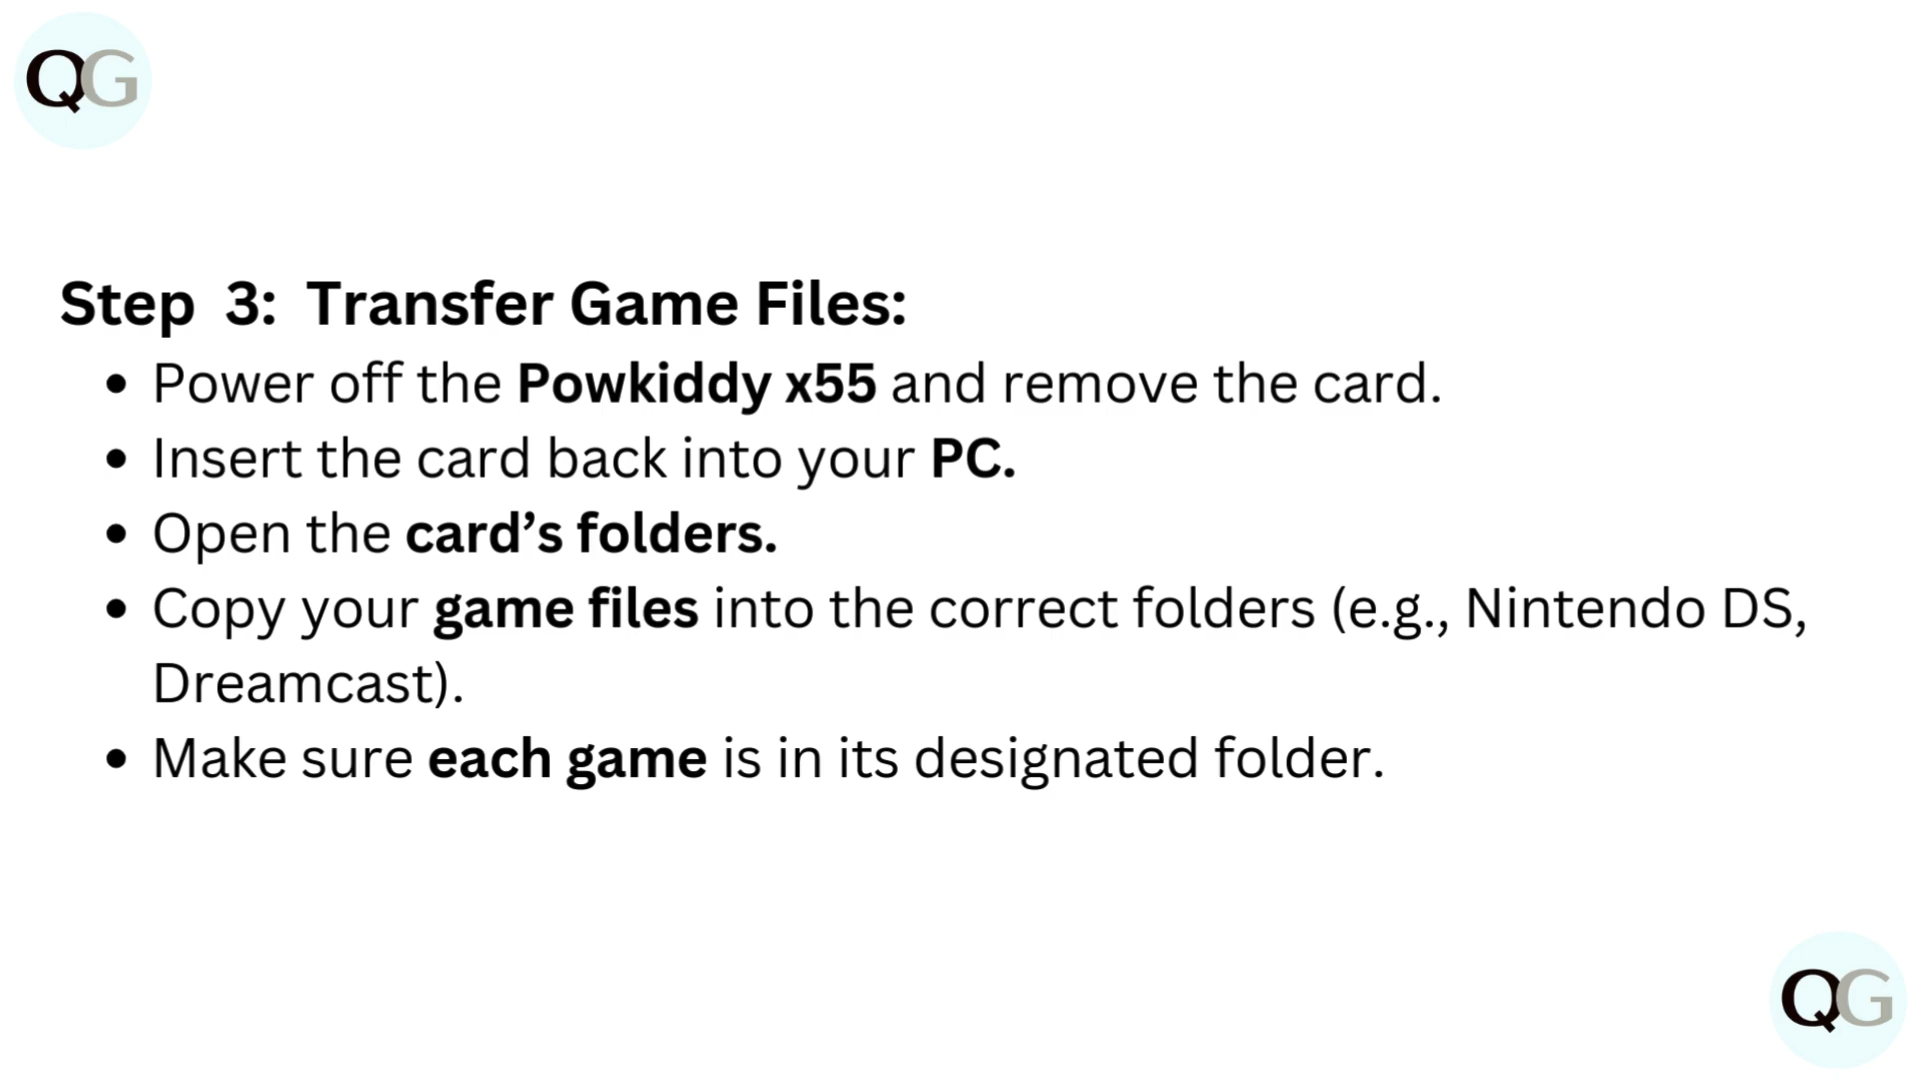 QG
Step 3: Transfer Game Files:
• Power off the Powkiddy x55 and remove the card.
• Insert the card back into your PC.
• Open the card’s folders.
• Copy your game files into the correct folders (e.g., Nintendo DS,
Dreamcast).
• Make sure each game is in its designated folder.
QG